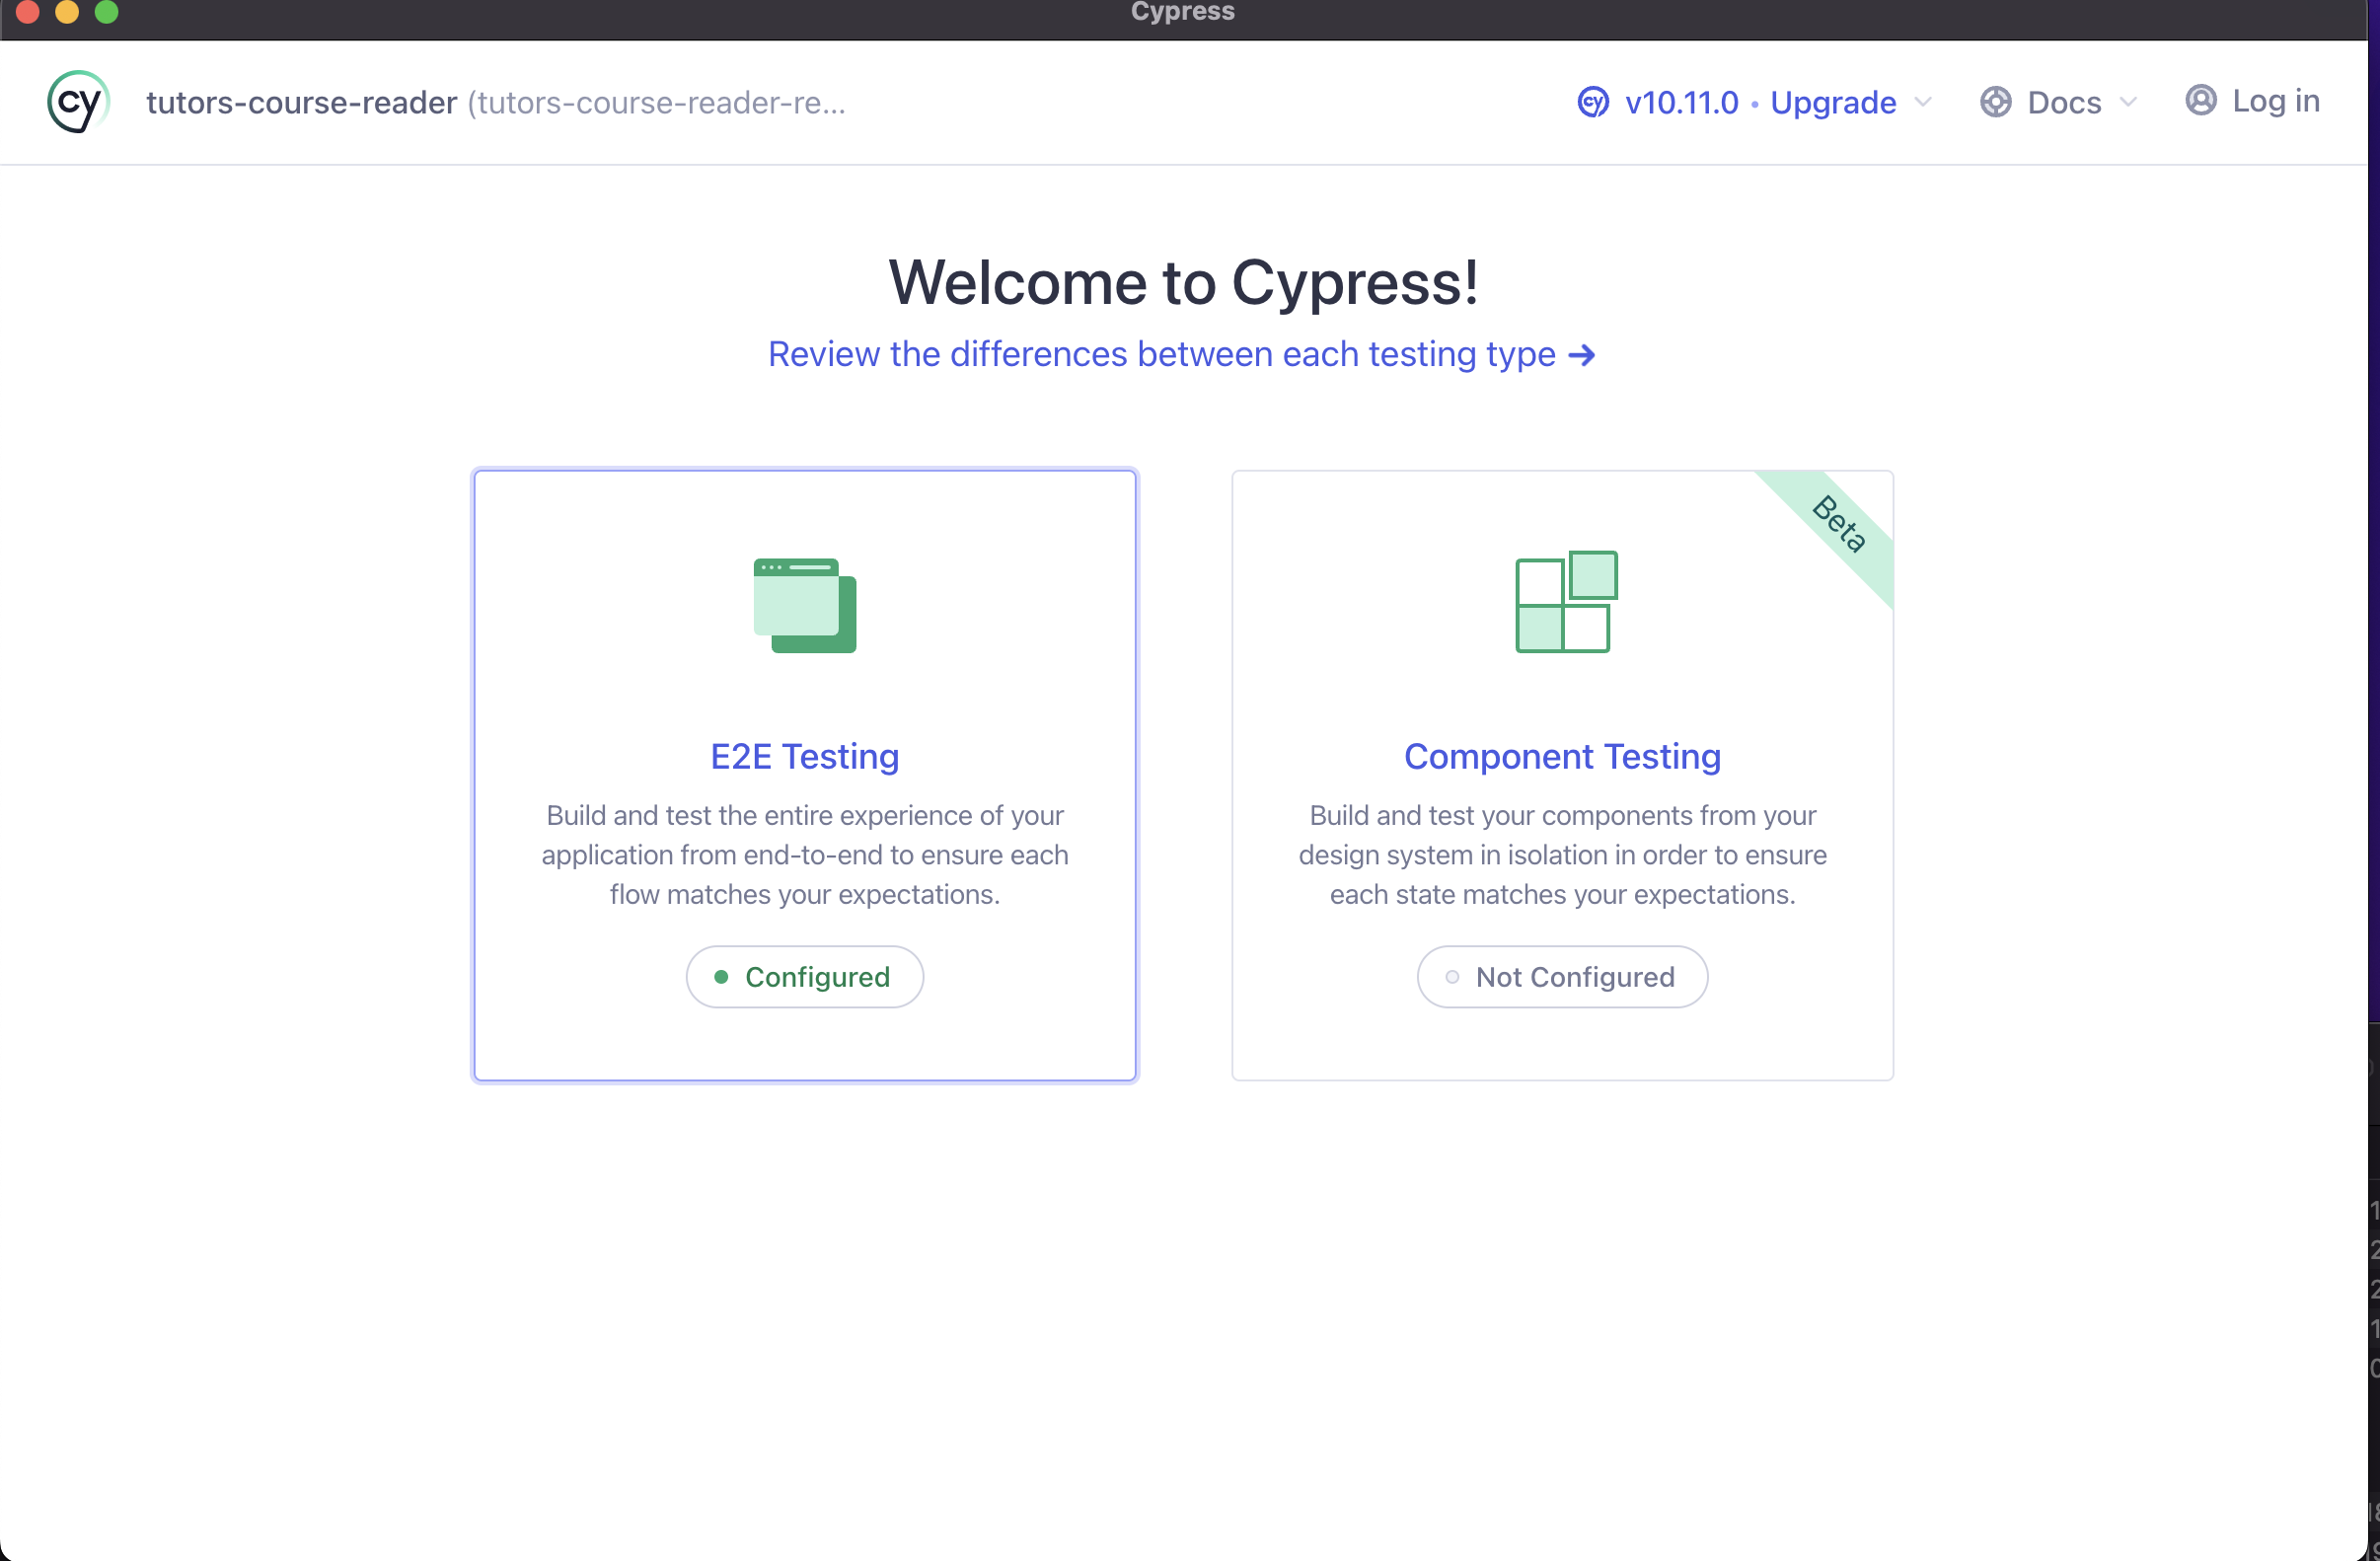 Cypress
cy
tutors-course-reader (tutors-course-reader-re...
cy v10.11.0 • Upgrade
Docs
Log in
Welcome to Cypress!
Review the differences between each testing type →
E2E Testing
Build and test the entire experience of your
application from end-to-end to ensure each
flow matches your expectations.
Configured
Beta
Component Testing
Build and test your components from your
design system in isolation in order to ensure
each state matches your expectations.
Not Configured